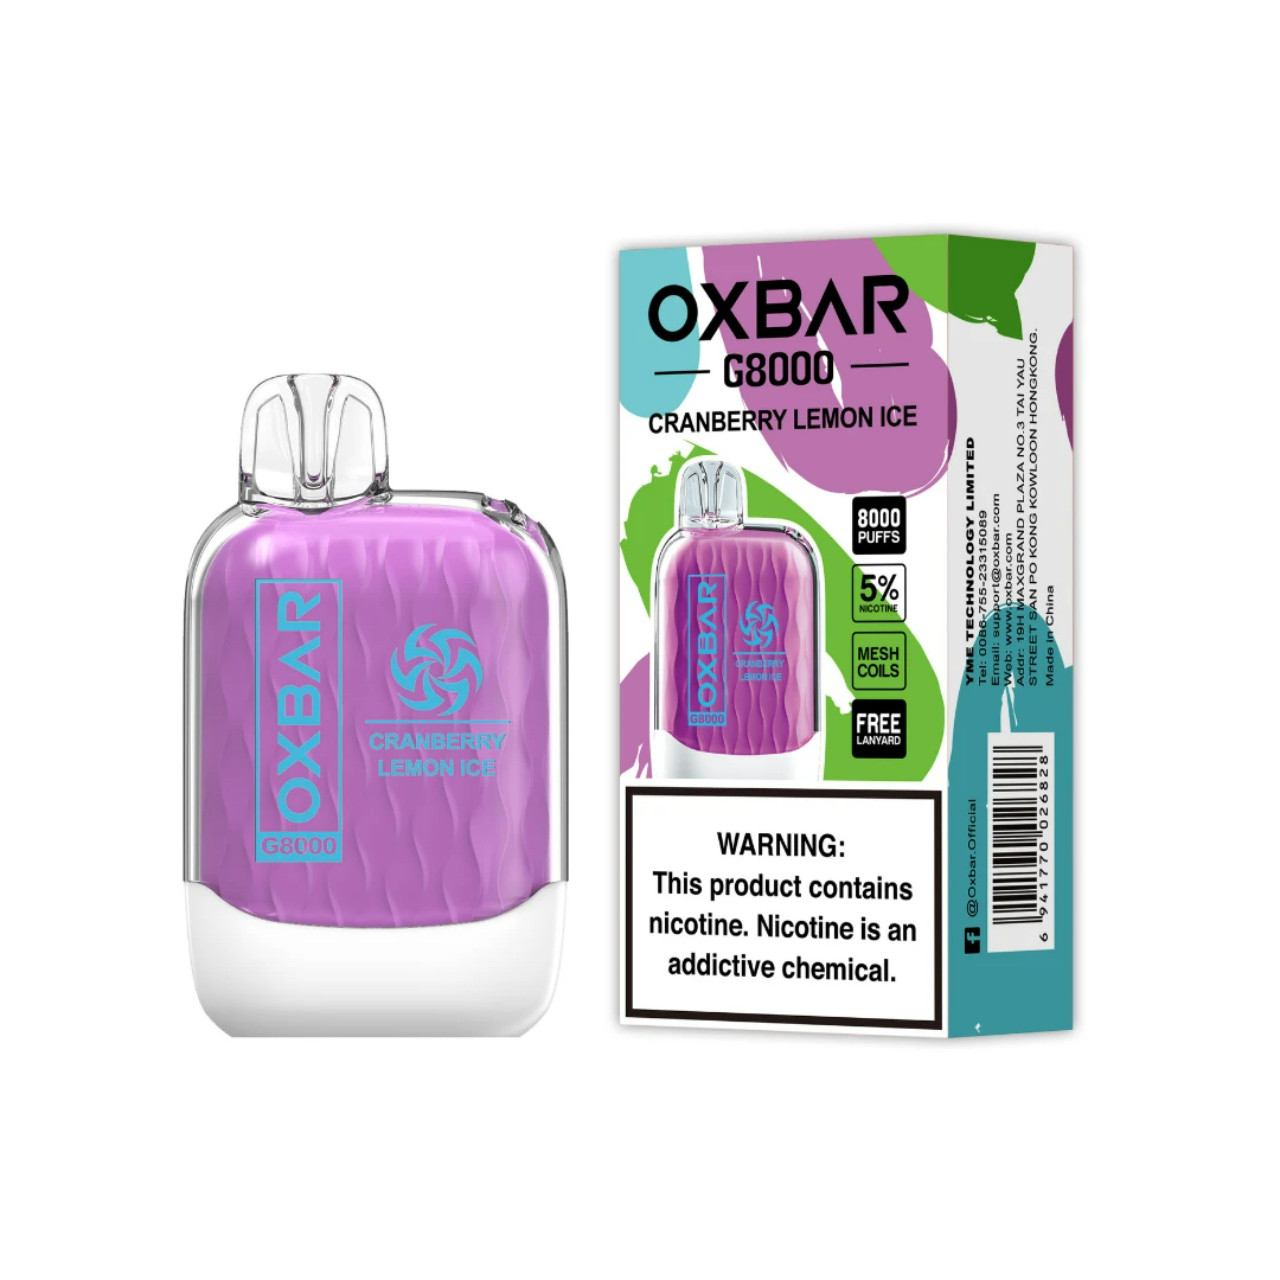 OXBAR
G8000
CRANBERRY
LEMON ICE
OXBAR
G8000
CRANBERRY LEMON ICE
OXBAR
G8000
CRANBERRY
LEMON ICE
8000
PUFFS
5%
NICOTINE
MESH
COILS
FREE
LANYARD
WARNING:
This product contains
nicotine. Nicotine is an
addictive chemical.
YME TECHNOLOGY LIMITED
Tel: 0086-755-23315089
Email: support@oxbar.com
Web: www.oxbar.com
Addr: 19H MAXGRAND PLAZA NO.3 TAI YAU
STREET SAN PO KONG KOWLOON HONGKONG.
Made in China
@Oxbar.Official
6 941770 026828